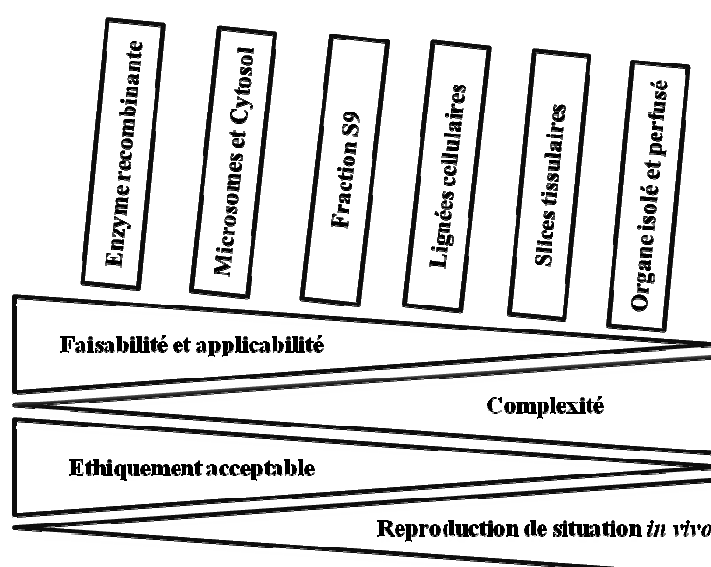 Enzyme recombinante
Microsomes et Cytosol
Fraction S9
Lignées cellulaires
Slices tissulaires
Organe isolé et perfusé
Faisabilité et applicabilité
Complexité
Ethiquement acceptable
Reproduction de situation in vivo